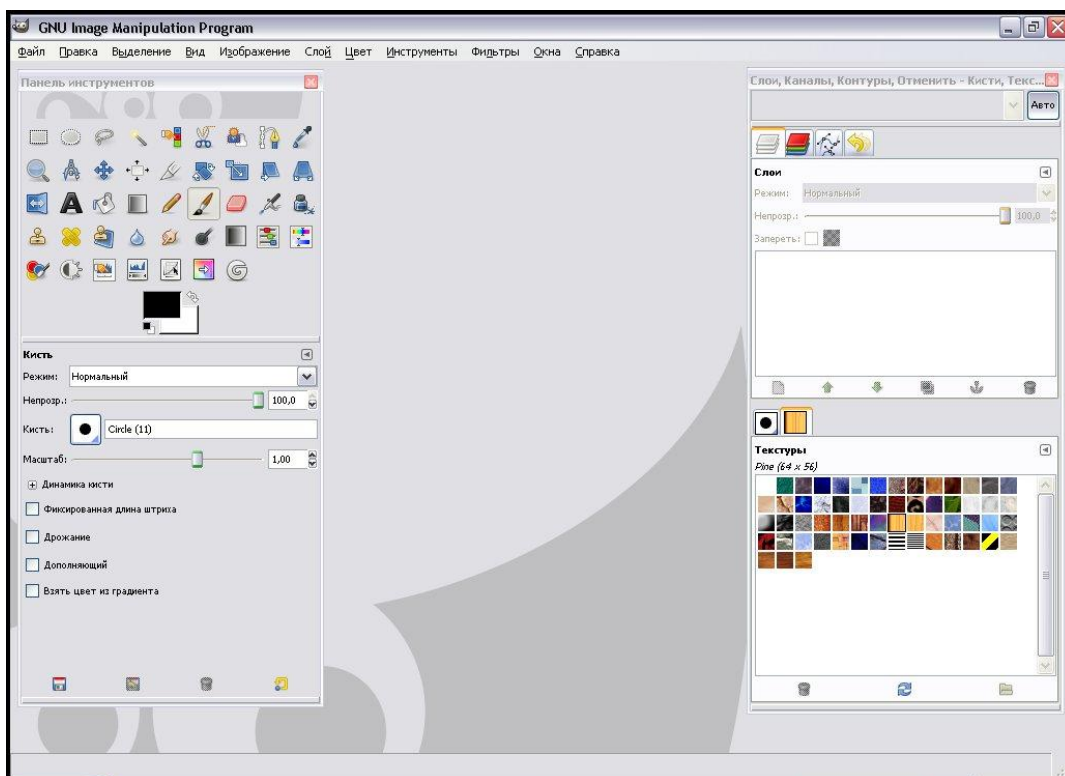 GNU Image Manipulation Program
Файл Правка Выделение Вид Изображение Слой Цвет Инструменты Фильтры Окна Справка
Панель инструментов
Кисть
Режим: Нормальный
Непрозр.: 100,0
Кисть: Circle (11)
Масштаб: 1,00
Динамика кисти
Фиксированная длина штриха
Дрожание
Дополняющий
Взять цвет из градиента
Слои, Каналы, Контуры, Отменить - Кисти, Текс...
Авто
Слои
Режим: Нормальный
Непрозр.: 100,0
Запереть:
Текстуры
Pine (64 × 56)